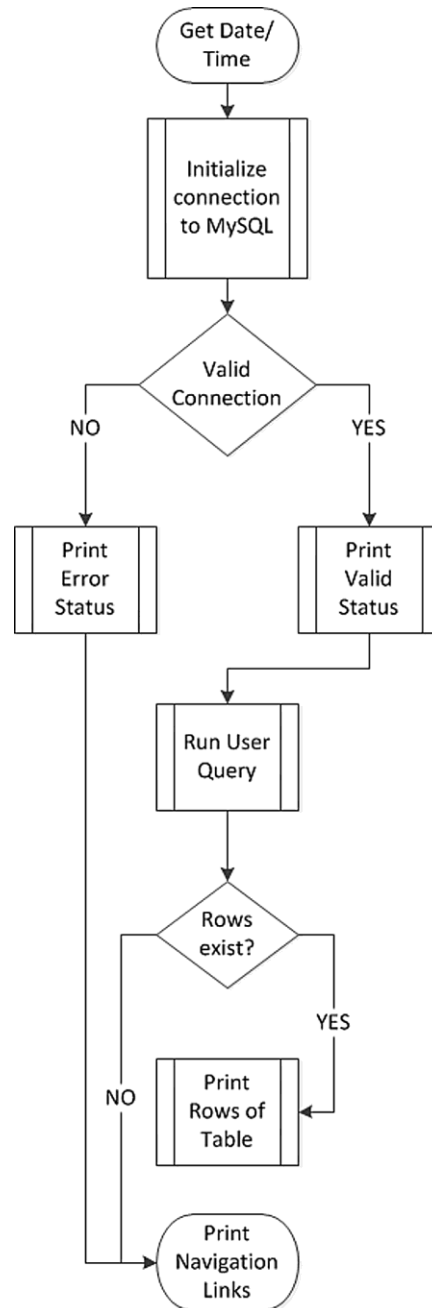 Get Date/
Time
Initialize
connection
to MySQL
Valid
Connection
NO
YES
Print
Error
Status
Print
Valid
Status
Run User
Query
Rows
exist?
YES
NO
Print
Rows of
Table
Print
Navigation
Links